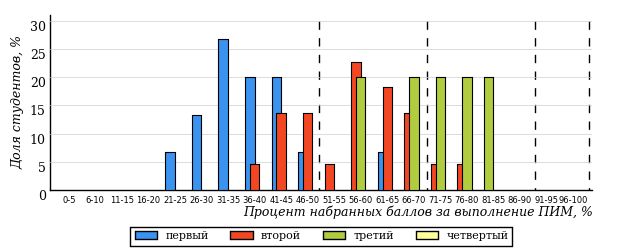 Доля студентов, %
30
25
20
15
10
5
0
0-5 6-10 11-15 16-20 21-25 26-30 31-35 36-40 41-45 46-50 51-55 56-60 61-65 66-70 71-75 76-80 81-85 86-90 91-95 96-100
Процент набранных баллов за выполнение ПИМ, %
первый второй третий четвертый